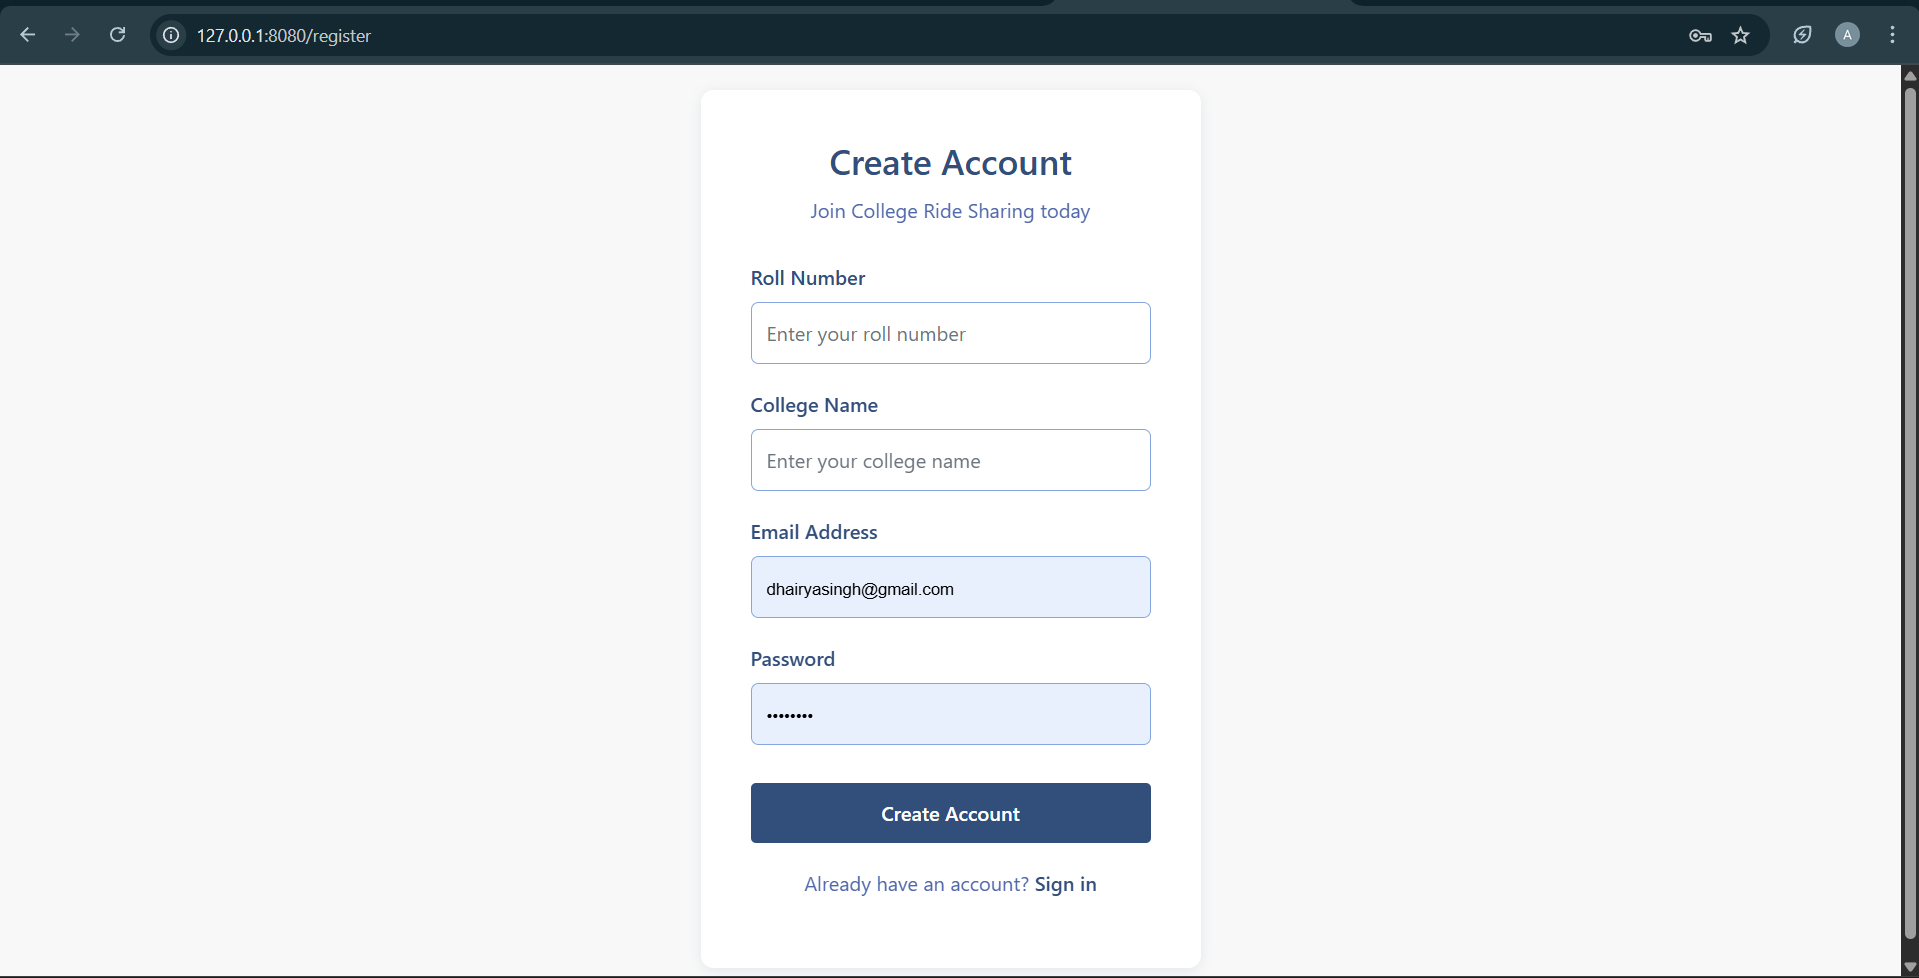 127.0.0.1:8080/register
A
Create Account
Join College Ride Sharing today
Roll Number
Enter your roll number
College Name
Enter your college name
Email Address
dhairyasingh@gmail.com
Password
••••••••
Create Account
Already have an account? Sign in